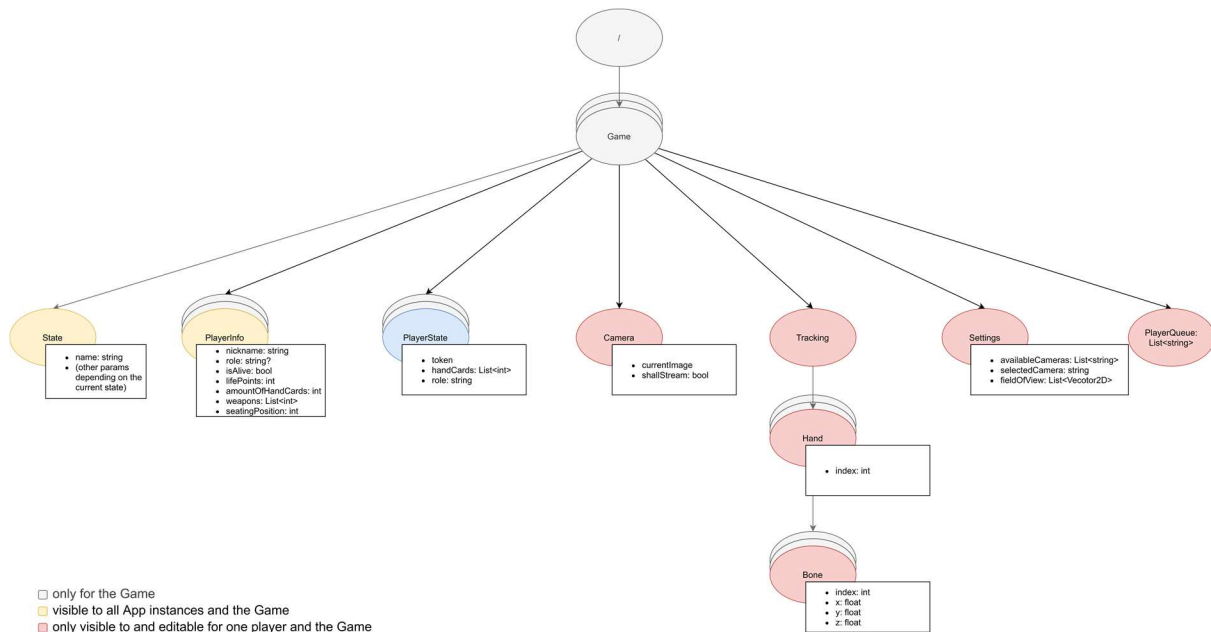 /
Game
State
• name: string
• (other params
depending on the
current state)
PlayerInfo
• nickname: string
• role: string?
• isAlive: bool
• lifePoints: int
• amountOfHandCards: int
• weapons: List<int>
• seatingPosition: int
PlayerState
• token
• handCards: List<int>
• role: string
Camera
• currentImage
• shallStream: bool
Tracking
Settings
• availableCameras: List<string>
• selectedCamera: string
• fieldOfView: List<Vecotor2D>
PlayerQueue:
List<string>
Hand
• index: int
Bone
• index: int
• x: float
• y: float
• z: float
only for the Game
visible to all App instances and the Game
only visible to and editable for one player and the Game